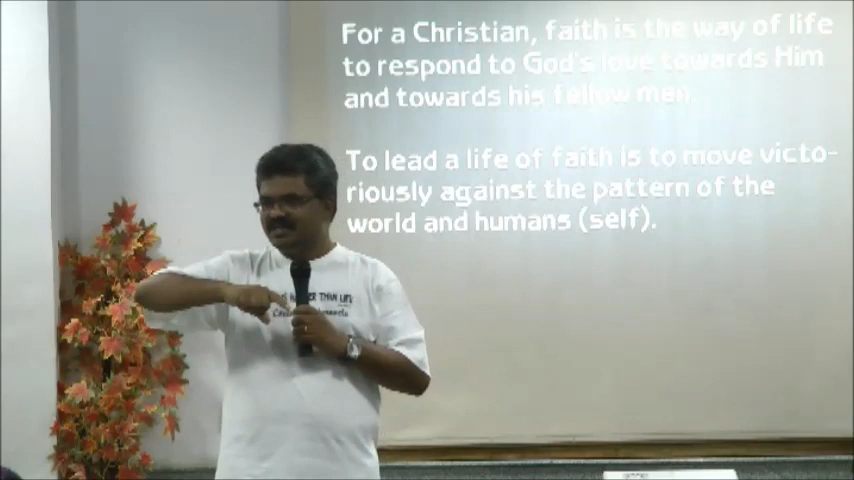 For a Christian, faith is the way of life
to respond to God's love towards Him
and towards his fellow men.
To lead a life of faith is to move victo-
riously against the pattern of the
world and humans (self).
THAN LIFE